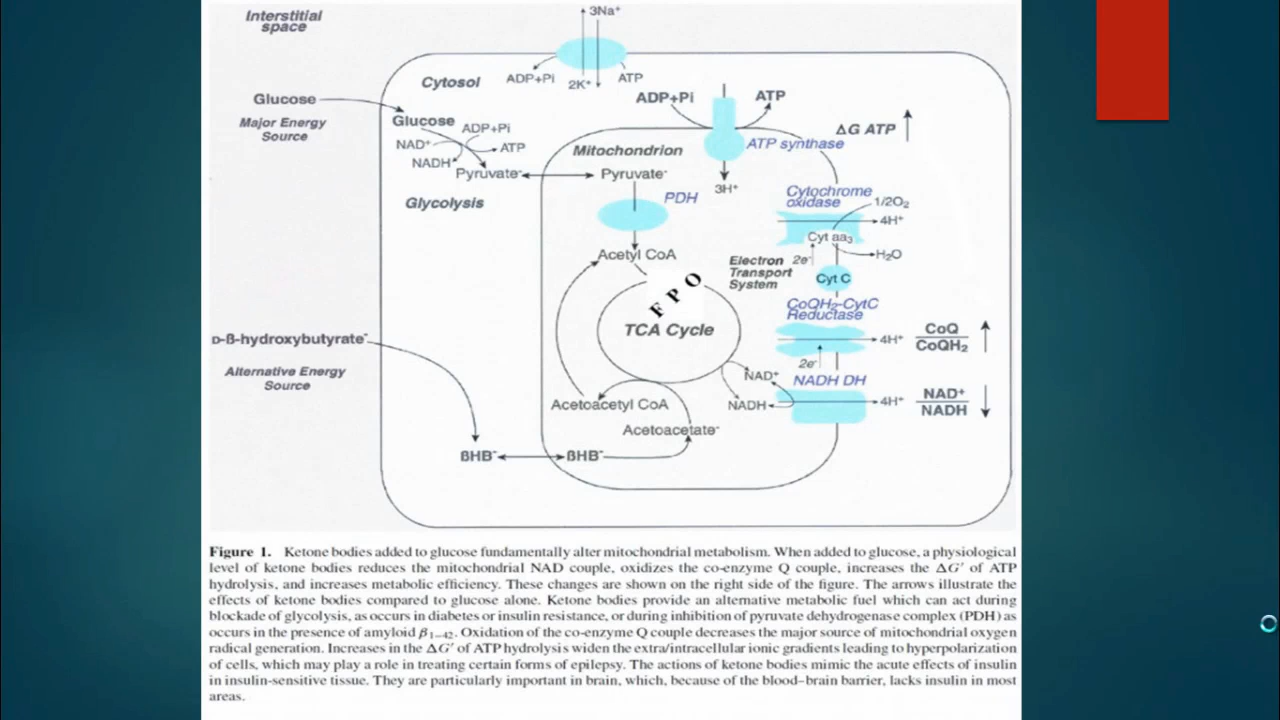 Interstitial
space
3Na⁺
Cytosol
ADP+Pi
2K⁺
ATP
Glucose
Major Energy
Source
Glucose
NAD⁺
ADP+Pi
NADH
ATP
Pyruvate⁻
Glycolysis
ADP+Pi
ATP
ΔG ATP
ATP synthase
Mitochondrion
Pyruvate⁻
3H⁺
PDH
Cytochrome
oxidase
1/2O₂
4H⁺
Cyt aa₃
H₂O
Acetyl CoA
Electron
Transport
System
2e⁻
Cyt C
FPO
TCA Cycle
CoQH₂-CytC
Reductase
4H⁺
CoQ
CoQH₂
2e⁻
D-β-hydroxybutyrate⁻
Alternative Energy
Source
NAD⁺
NADH DH
NADH
4H⁺
NAD⁺
NADH
Acetoacetyl CoA
Acetoacetate⁻
βHB⁻
βHB⁻
Figure 1. Ketone bodies added to glucose fundamentally alter mitochondrial metabolism. When added to glucose, a physiological
level of ketone bodies reduces the mitochondrial NAD couple, oxidizes the co-enzyme Q couple, increases the ΔG′ of ATP
hydrolysis, and increases metabolic efficiency. These changes are shown on the right side of the figure. The arrows illustrate the
effects of ketone bodies compared to glucose alone. Ketone bodies provide an alternative metabolic fuel which can act during
blockade of glycolysis, as occurs in diabetes or insulin resistance, or during inhibition of pyruvate dehydrogenase complex (PDH) as
occurs in the presence of amyloid β₁₋₄₂. Oxidation of the co-enzyme Q couple decreases the major source of mitochondrial oxygen
radical generation. Increases in the ΔG′ of ATP hydrolysis widen the extra/intracellular ionic gradients leading to hyperpolarization
of cells, which may play a role in treating certain forms of epilepsy. The actions of ketone bodies mimic the acute effects of insulin
in insulin-sensitive tissue. They are particularly important in brain, which, because of the blood–brain barrier, lacks insulin in most
areas.